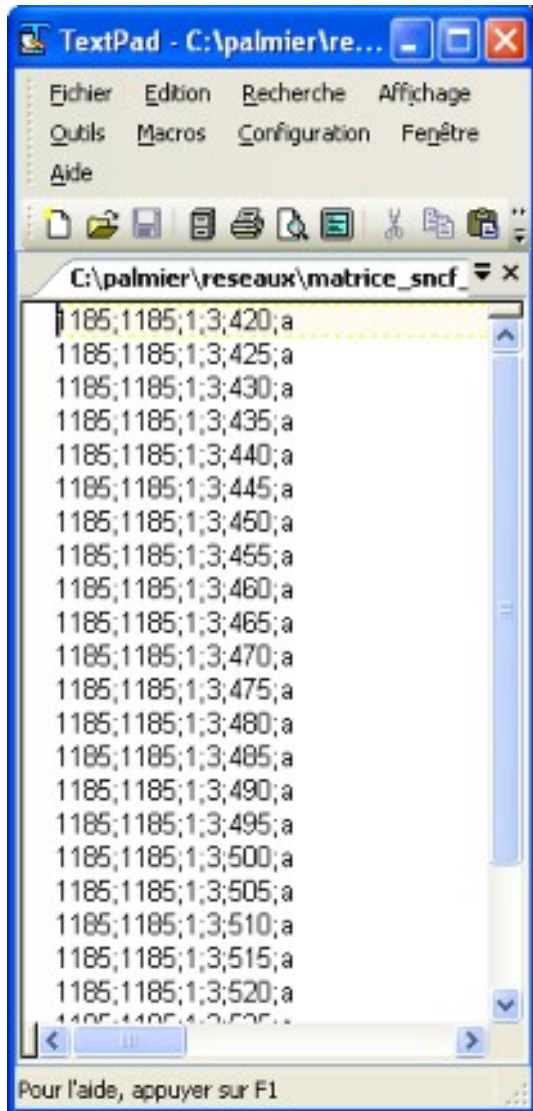 TextPad - C:\palmier\re...
Fichier Edition Recherche Affichage
Outils Macros Configuration Fenêtre
Aide
C:\palmier\reseaux\matrice_sncf_
1185;1185;1;3;420;a
1185;1185;1;3;425;a
1185;1185;1;3;430;a
1185;1185;1;3;435;a
1185;1185;1;3;440;a
1185;1185;1;3;445;a
1185;1185;1;3;450;a
1185;1185;1;3;455;a
1185;1185;1;3;460;a
1185;1185;1;3;465;a
1185;1185;1;3;470;a
1185;1185;1;3;475;a
1185;1185;1;3;480;a
1185;1185;1;3;485;a
1185;1185;1;3;490;a
1185;1185;1;3;495;a
1185;1185;1;3;500;a
1185;1185;1;3;505;a
1185;1185;1;3;510;a
1185;1185;1;3;515;a
1185;1185;1;3;520;a
Pour l'aide, appuyer sur F1